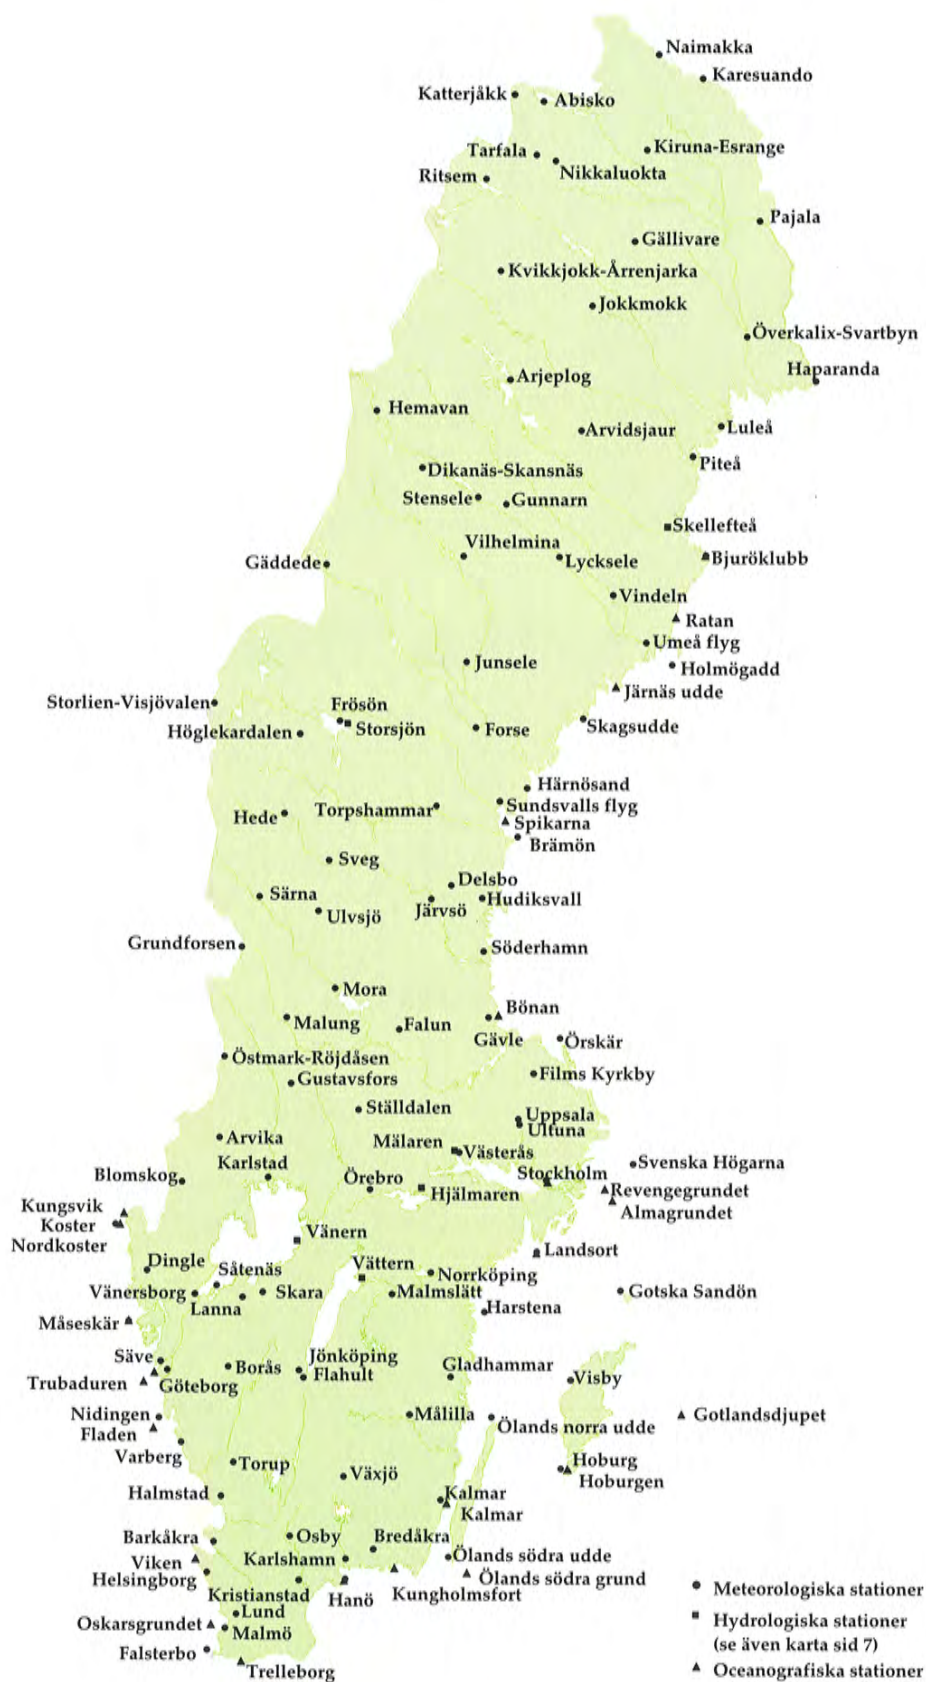 Naimakka
Karesuando
Katterjåkk
Abisko
Kiruna-Esrange
Tarfala
Nikkaluokta
Ritsem
Pajala
Gällivare
Kvikkjokk-Årrenjarka
Jokkmokk
Överkalix-Svartbyn
Haparanda
Arjeplog
Hemavan
Luleå
Arvidsjaur
Piteå
Dikanäs-Skansnäs
Stensele
Gunnarn
Skellefteå
Vilhelmina
Gäddede
Lycksele
Bjuröklubb
Vindeln
Ratan
Umeå flyg
Junsele
Holmögadd
Järnäs udde
Storlien-Visjövalen
Frösön
Storsjön
Höglekardalen
Forse
Skagsudde
Härnösand
Hede
Torpshammar
Sundsvalls flyg
Spikarna
Brämön
Sveg
Delsbo
Särna
Hudiksvall
Järvsö
Ulvsjö
Grundforsen
Söderhamn
Mora
Bönan
Malung
Falun
Gävle
Örskär
Östmark-Röjdåsen
Films Kyrkby
Gustavsfors
Ställdalen
Uppsala
Ultuna
Arvika
Mälaren
Västerås
Karlstad
Svenska Högarna
Blomskog
Örebro
Stockholm
Hjälmaren
Revengegrundet
Kungsvik
Almagrundet
Koster
Nordkoster
Vänern
Landsort
Dingle
Vättern
Såtenäs
Norrköping
Vänersborg
Skara
Malmslätt
Gotska Sandön
Lanna
Harstena
Måseskär
Säve
Jönköping
Borås
Gladhammar
Flahult
Visby
Trubaduren
Göteborg
Nidingen
Målilla
Gotlandsdjupet
Ölands norra udde
Fladen
Varberg
Torup
Hoburg
Växjö
Hoburgen
Halmstad
Kalmar
Kalmar
Barkåkra
Osby
Bredåkra
Viken
Karlshamn
Ölands södra udde
Helsingborg
Ölands södra grund
Kristianstad
Hanö
Kungholmsfort
Meteorologiska stationer
Lund
Oskarsgrundet
Hydrologiska stationer
Malmö
(se även karta sid 7)
Falsterbo
Trelleborg
Oceanografiska stationer